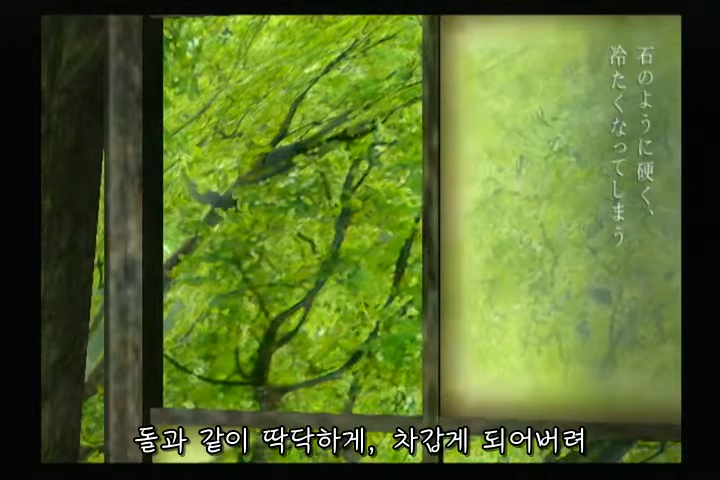 石のように硬く、
冷たくなってしまう
돌과 같이 딱닥하게, 차갑게 되어버려